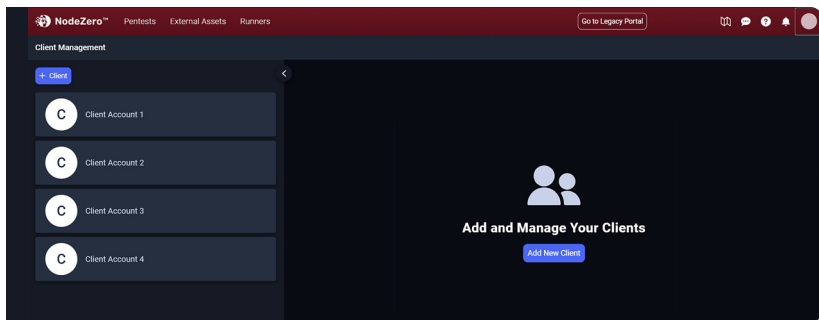 NodeZero™ Pentests External Assets Runners Go to Legacy Portal
Client Management
+ Client
C Client Account 1
C Client Account 2
C Client Account 3
C Client Account 4
Add and Manage Your Clients
Add New Client